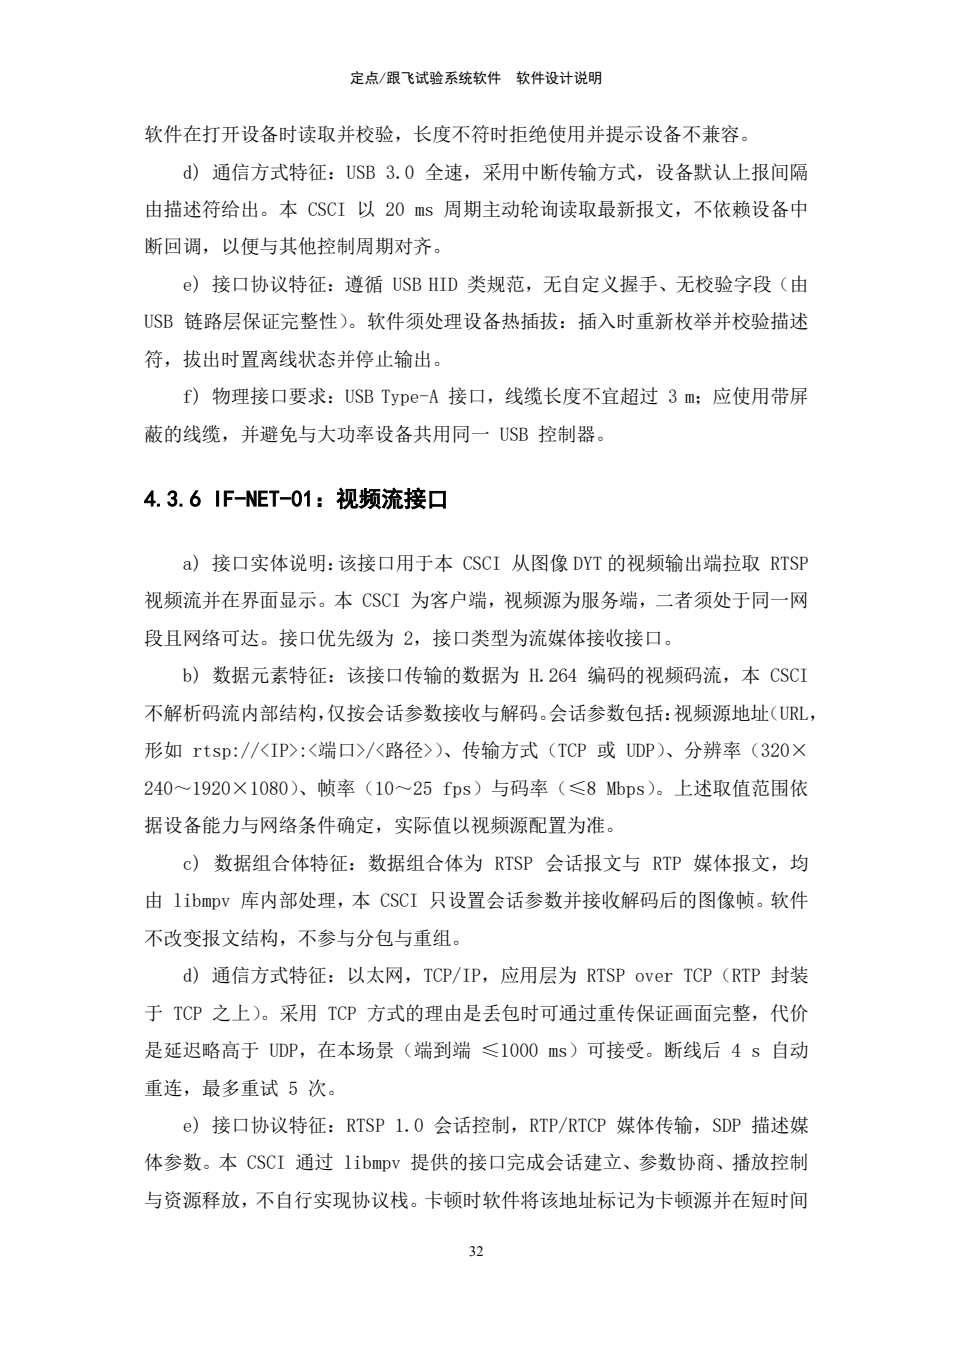 定点/跟飞试验系统软件　软件设计说明
软件在打开设备时读取并校验，长度不符时拒绝使用并提示设备不兼容。
d）通信方式特征：USB 3.0 全速，采用中断传输方式，设备默认上报间隔
由描述符给出。本 CSCI 以 20 ms 周期主动轮询读取最新报文，不依赖设备中
断回调，以便与其他控制周期对齐。
e）接口协议特征：遵循 USB HID 类规范，无自定义握手、无校验字段（由
USB 链路层保证完整性）。软件须处理设备热插拔：插入时重新枚举并校验描述
符，拔出时置离线状态并停止输出。
f）物理接口要求：USB Type-A 接口，线缆长度不宜超过 3 m；应使用带屏
蔽的线缆，并避免与大功率设备共用同一 USB 控制器。
4.3.6 IF-NET-01：视频流接口
a）接口实体说明：该接口用于本 CSCI 从图像 DYT 的视频输出端拉取 RTSP
视频流并在界面显示。本 CSCI 为客户端，视频源为服务端，二者须处于同一网
段且网络可达。接口优先级为 2，接口类型为流媒体接收接口。
b）数据元素特征：该接口传输的数据为 H.264 编码的视频码流，本 CSCI
不解析码流内部结构，仅按会话参数接收与解码。会话参数包括：视频源地址（URL，
形如 rtsp://<IP>:<端口>/<路径>）、传输方式（TCP 或 UDP）、分辨率（320×
240～1920×1080）、帧率（10～25 fps）与码率（≤8 Mbps）。上述取值范围依
据设备能力与网络条件确定，实际值以视频源配置为准。
c）数据组合体特征：数据组合体为 RTSP 会话报文与 RTP 媒体报文，均
由 libmpv 库内部处理，本 CSCI 只设置会话参数并接收解码后的图像帧。软件
不改变报文结构，不参与分包与重组。
d）通信方式特征：以太网，TCP/IP，应用层为 RTSP over TCP（RTP 封装
于 TCP 之上）。采用 TCP 方式的理由是丢包时可通过重传保证画面完整，代价
是延迟略高于 UDP，在本场景（端到端 ≤1000 ms）可接受。断线后 4 s 自动
重连，最多重试 5 次。
e）接口协议特征：RTSP 1.0 会话控制，RTP/RTCP 媒体传输，SDP 描述媒
体参数。本 CSCI 通过 libmpv 提供的接口完成会话建立、参数协商、播放控制
与资源释放，不自行实现协议栈。卡顿时软件将该地址标记为卡顿源并在短时间
32